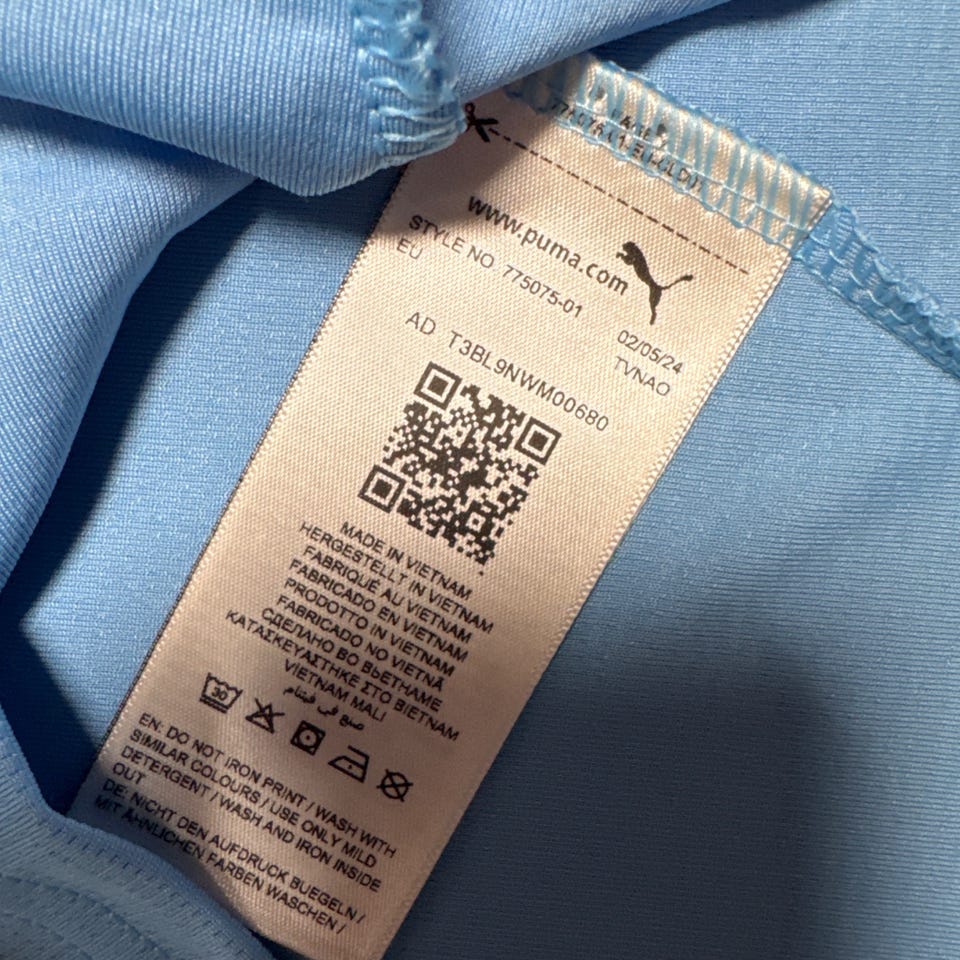 www.puma.com
STYLE NO. 775075-01
EU
02/05/24
TVNAO
AD T3BL9NWM00680
MADE IN VIETNAM
HERGESTELLT IN VIETNAM
FABRIQUÉ AU VIETNAM
FABRICADO EN VIETNAM
PRODOTTO IN VIETNAM
FABRICADO NO VIETNÃ
СДЕЛАНО ВО ВЬЕТНАМЕ
ΚΑΤΑΣΚΕΥΑΣΤΗΚΕ ΣΤΟ ΒΙΕΤΝΑΜ
VIETNAM MALI
صنع في فيتنام
30
EN: DO NOT IRON PRINT / WASH WITH
SIMILAR COLOURS / USE ONLY MILD
DETERGENT / WASH AND IRON INSIDE
OUT
DE: NICHT DEN AUFDRUCK BUEGELN /
MIT ÄHNLICHEN FARBEN WASCHEN /